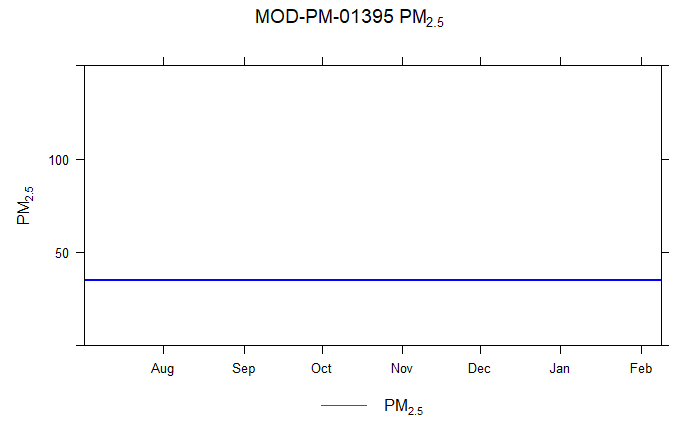 MOD-PM-01395 PM2.5
PM2.5
100
50
Aug Sep Oct Nov Dec Jan Feb
PM2.5